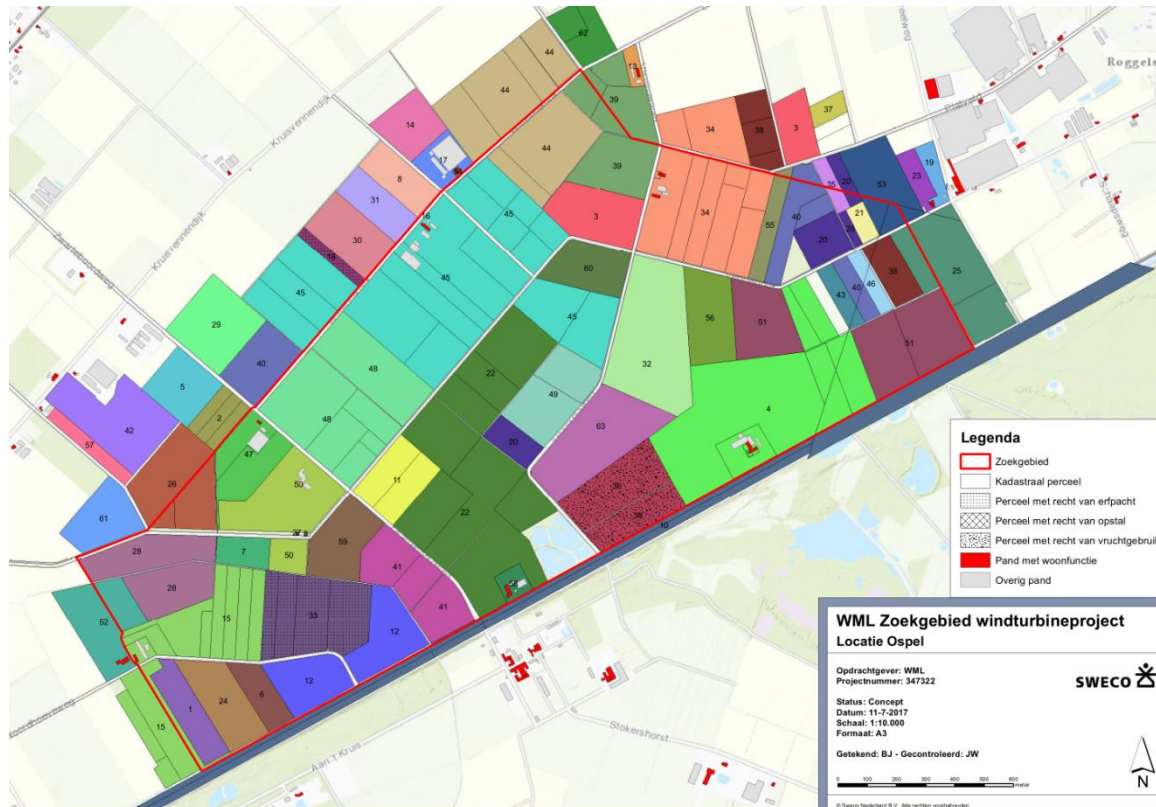 62
44
13
44
39
37
14
34
38
3
17
44
39
8
31
30
18
16
45
3
34
55
40
35
20
53
23
19
21
20
20
Roggels
Kruisvennendijk
Kruisvennendijk
45
45
60
29
40
48
45
56
51
43
40
46
38
25
51
32
22
49
5
2
42
57
48
20
63
4
47
26
50
11
22
10
61
28
7
50
59
41
41
28
52
15
33
12
12
6
24
1
15
Aan 't Kruis
Stokershorst
Legenda
Zoekgebied
Kadastraal perceel
Perceel met recht van erfpacht
Perceel met recht van opstal
Perceel met recht van vruchtgebruik
Pand met woonfunctie
Overig pand
WML Zoekgebied windturbineproject
Locatie Ospel
Opdrachtgever: WML
Projectnummer: 347322
SWECO
Status: Concept
Datum: 11-7-2017
Schaal: 1:10.000
Formaat: A3
Getekend: BJ - Gecontroleerd: JW
N
0 100 200 300 400 500 600
meter
© Sweco Nederland B.V. Alle rechten voorbehouden